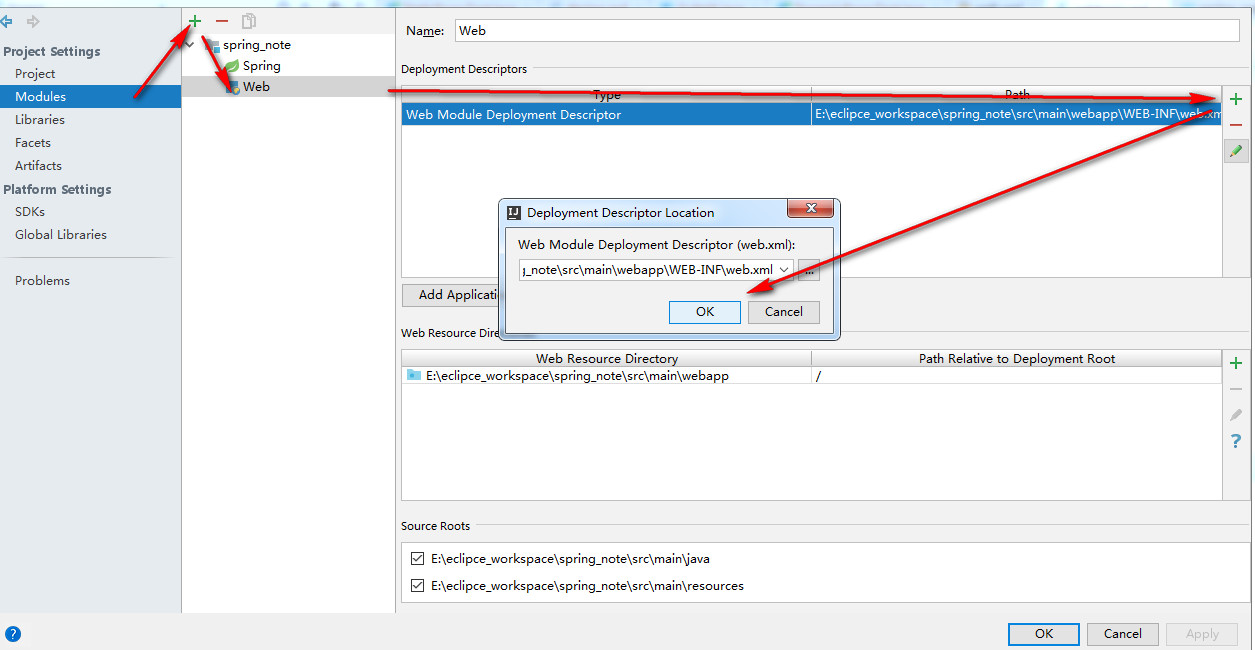 Project Settings
Project
Modules
Libraries
Facets
Artifacts
Platform Settings
SDKs
Global Libraries
Problems
spring_note
Spring
Web
Name: Web
Deployment Descriptors
Type Path
Web Module Deployment Descriptor E:\eclipce_workspace\spring_note\src\main\webapp\WEB-INF\web.xm
Deployment Descriptor Location
Web Module Deployment Descriptor (web.xml):
_note\src\main\webapp\WEB-INF\web.xml ...
OK Cancel
Add Applicati
Web Resource Dire
Web Resource Directory Path Relative to Deployment Root
E:\eclipce_workspace\spring_note\src\main\webapp /
?
Source Roots
E:\eclipce_workspace\spring_note\src\main\java
E:\eclipce_workspace\spring_note\src\main\resources
? OK Cancel Apply